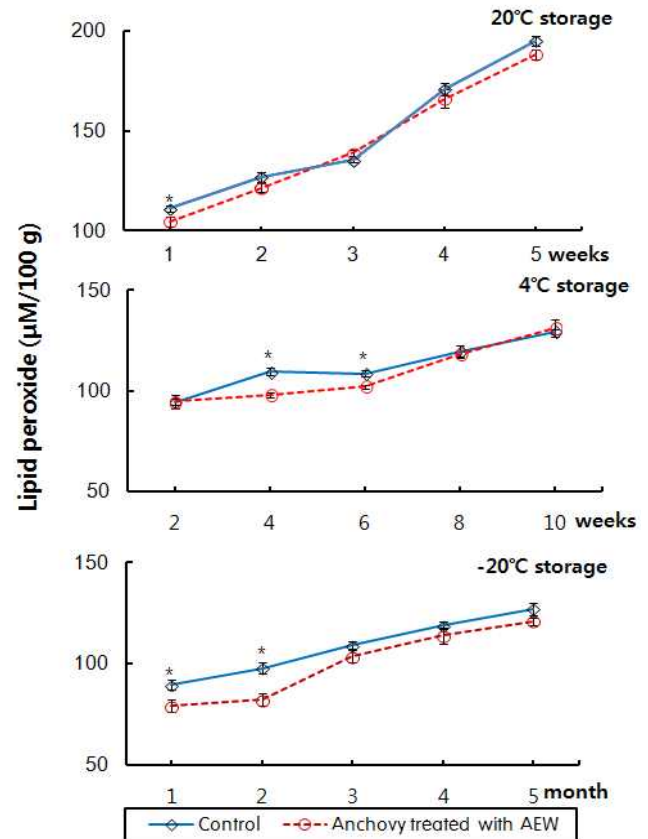 20℃ storage
200
150
100
*
1 2 3 4 5 weeks
Lipid peroxide (μM/100 g)
4℃ storage
150
100
50
* *
2 4 6 8 10 weeks
-20℃ storage
150
100
50
* *
1 2 3 4 5 month
Control Anchovy treated with AEW